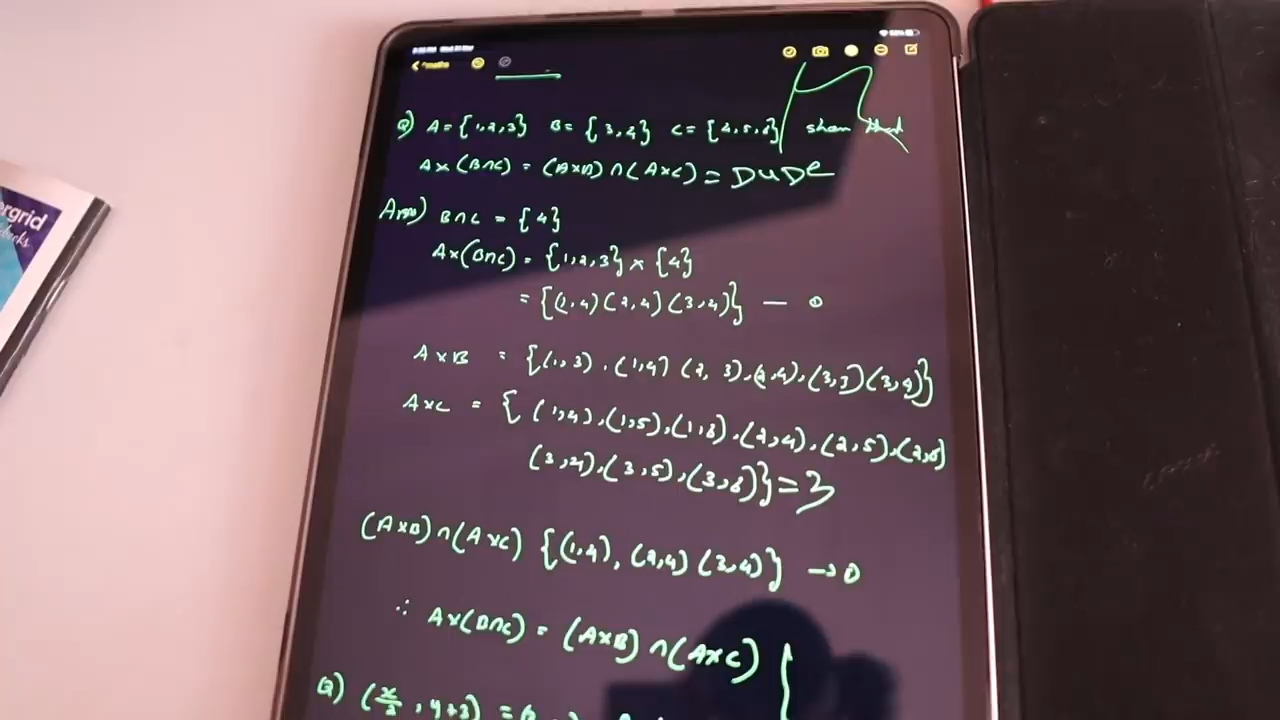 Q) A = {1,2,3} B = {3,4} C = {4,5,6} show that
A×(B∩C) = (A×B)∩(A×C) = DUDe
Ans) B∩C = {4}
A×(B∩C) = {1,2,3} × {4}
= {(1,4)(2,4)(3,4)} —
A×B = {(1,3),(1,4)(2,3),(2,4),(3,3)(3,4)}
A×C = {(1,4),(1,5),(1,6),(2,4),(2,5),(2,6)
(3,4),(3,5),(3,6)} = 3
(A×B)∩(A×C) {(1,4),(2,4)(3,4)} →
∴ A×(B∩C) = (A×B)∩(A×C)
Q) (x/3, y+3) =
ergrid